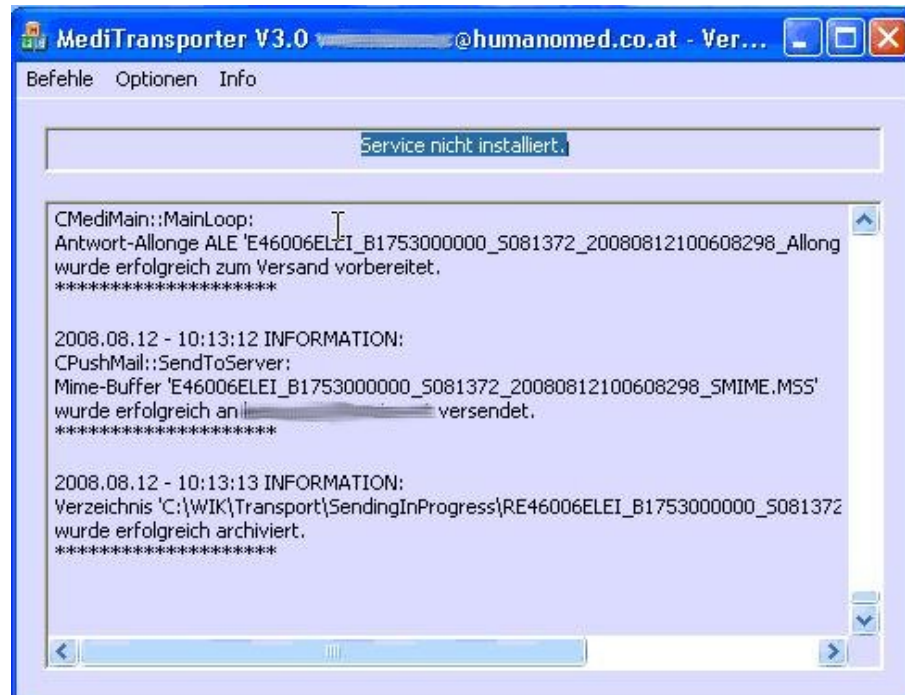 MediTransporter V3.0 @humanomed.co.at - Ver...
Befehle Optionen Info
Service nicht installiert.
CMediMain::MainLoop:
Antwort-Allonge ALE 'E46006ELEI_B1753000000_S081372_20080812100608298_Allong
wurde erfolgreich zum Versand vorbereitet.
********************
2008.08.12 - 10:13:12 INFORMATION:
CPushMail::SendToServer:
Mime-Buffer 'E46006ELEI_B1753000000_S081372_20080812100608298_SMIME.MSS'
wurde erfolgreich an versendet.
********************
2008.08.12 - 10:13:13 INFORMATION:
Verzeichnis 'C:\WIK\Transport\SendingInProgress\RE46006ELEI_B1753000000_S081372
wurde erfolgreich archiviert.
********************